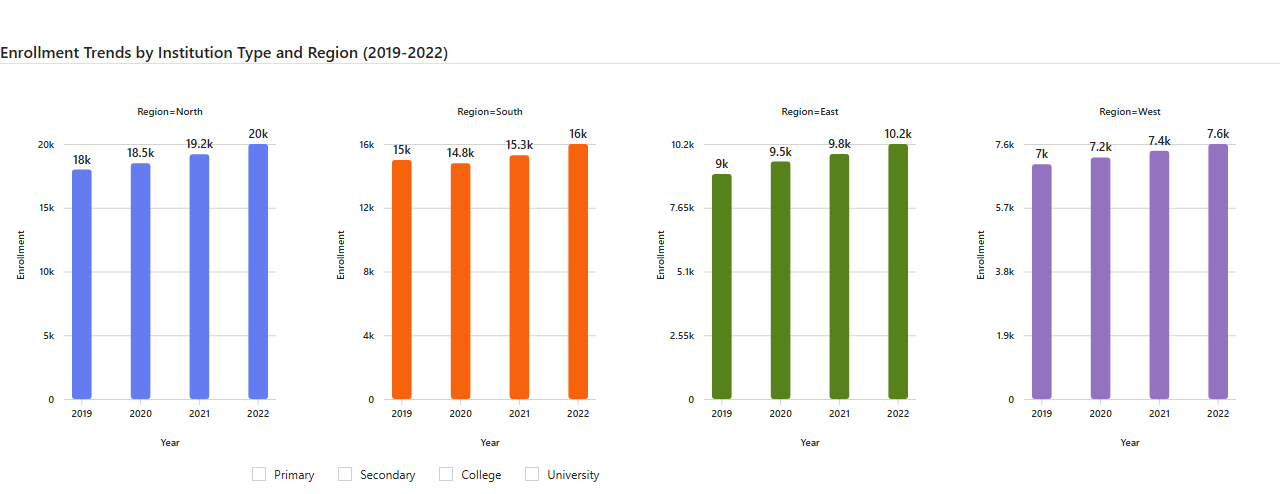 Enrollment Trends by Institution Type and Region (2019-2022)
Region=North
20k
15k
10k
5k
0
Enrollment
18k
18.5k
19.2k
20k
2019 2020 2021 2022
Year
Region=South
16k
12k
8k
4k
0
Enrollment
15k
14.8k
15.3k
16k
2019 2020 2021 2022
Year
Region=East
10.2k
7.65k
5.1k
2.55k
0
Enrollment
9k
9.5k
9.8k
10.2k
2019 2020 2021 2022
Year
Region=West
7.6k
5.7k
3.8k
1.9k
0
Enrollment
7k
7.2k
7.4k
7.6k
2019 2020 2021 2022
Year
Primary Secondary College University